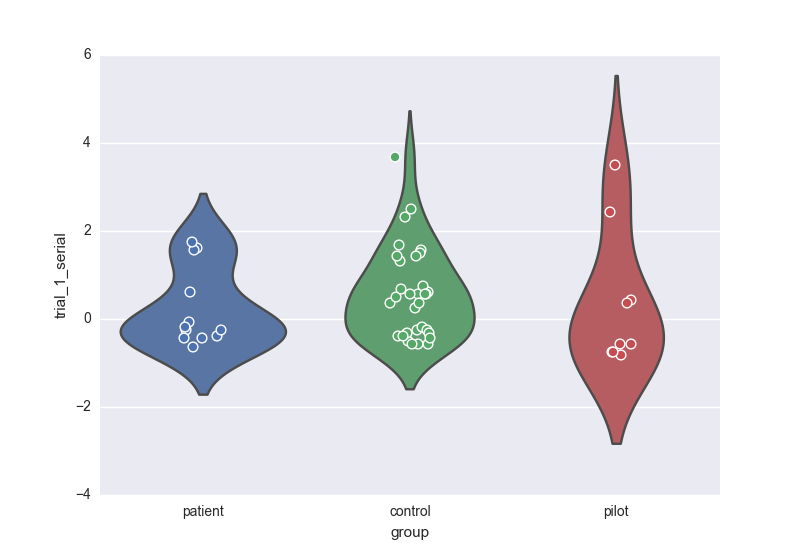 6
4
2
0
−2
−4
trial_1_serial
patient control pilot
group